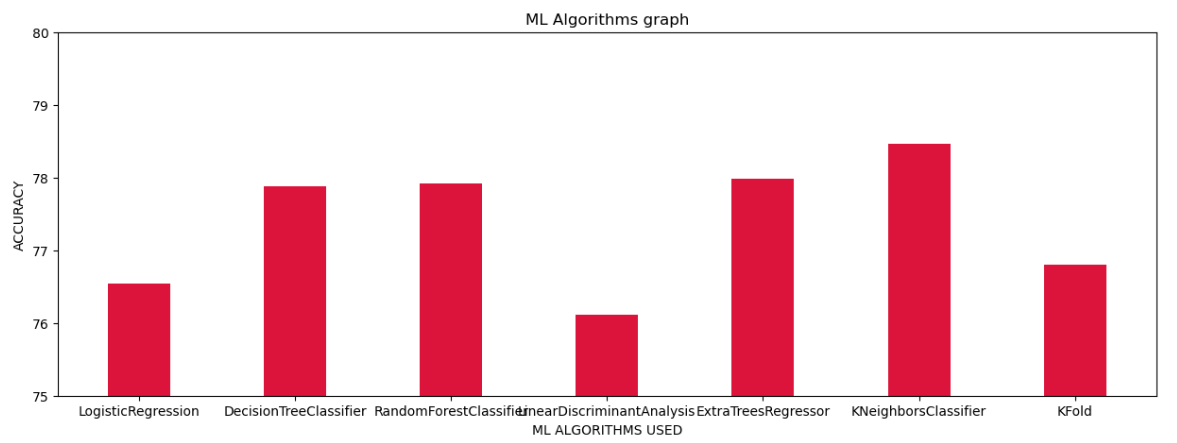 ML Algorithms graph
80
79
78
77
76
75
ACCURACY
LogisticRegression DecisionTreeClassifier RandomForestClassifier LinearDiscriminantAnalysis ExtraTreesRegressor KNeighborsClassifier KFold
ML ALGORITHMS USED